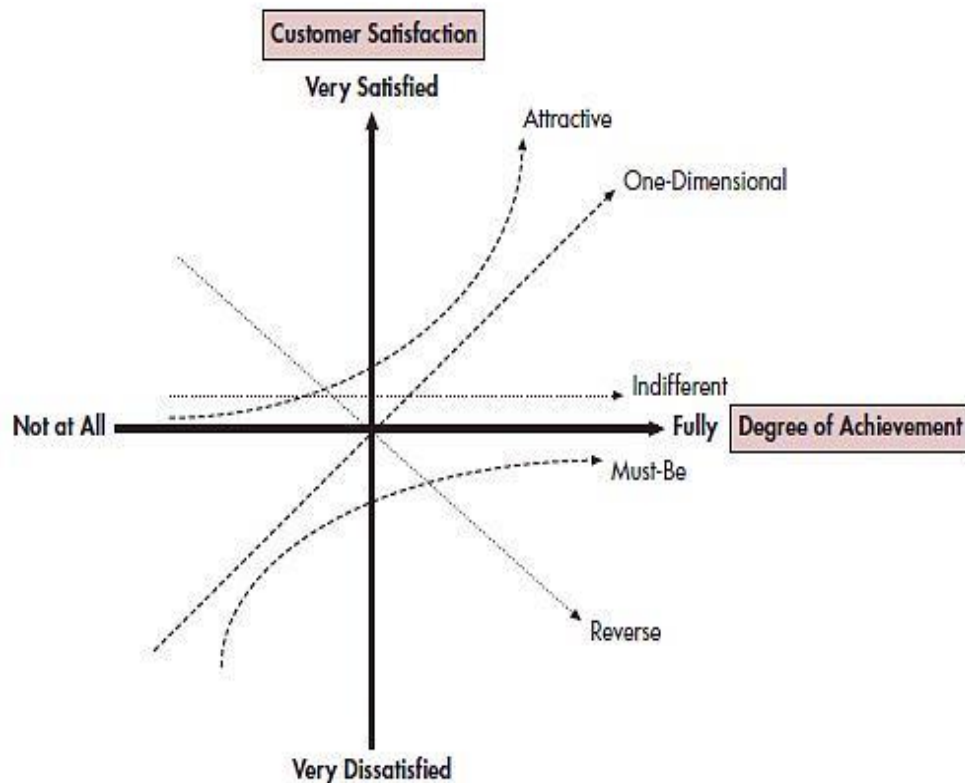 Customer Satisfaction
Very Satisfied
Attractive
One-Dimensional
Indifferent
Not at All
Fully
Degree of Achievement
Must-Be
Reverse
Very Dissatisfied